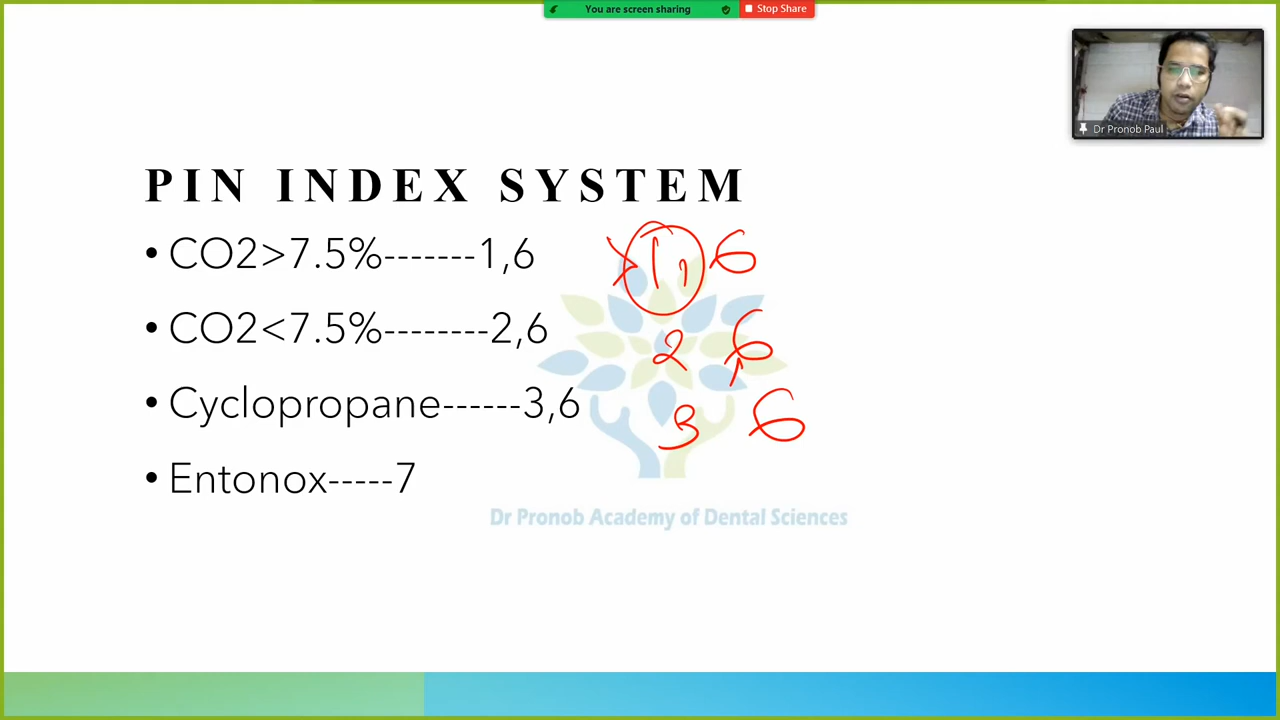 You are screen sharing
Stop Share
Dr Pronob Paul
PIN INDEX SYSTEM
• CO2>7.5%-------1,6
1, 6
• CO2<7.5%--------2,6
2 6
• Cyclopropane------3,6
3 6
• Entonox-----7
Dr Pronob Academy of Dental Sciences